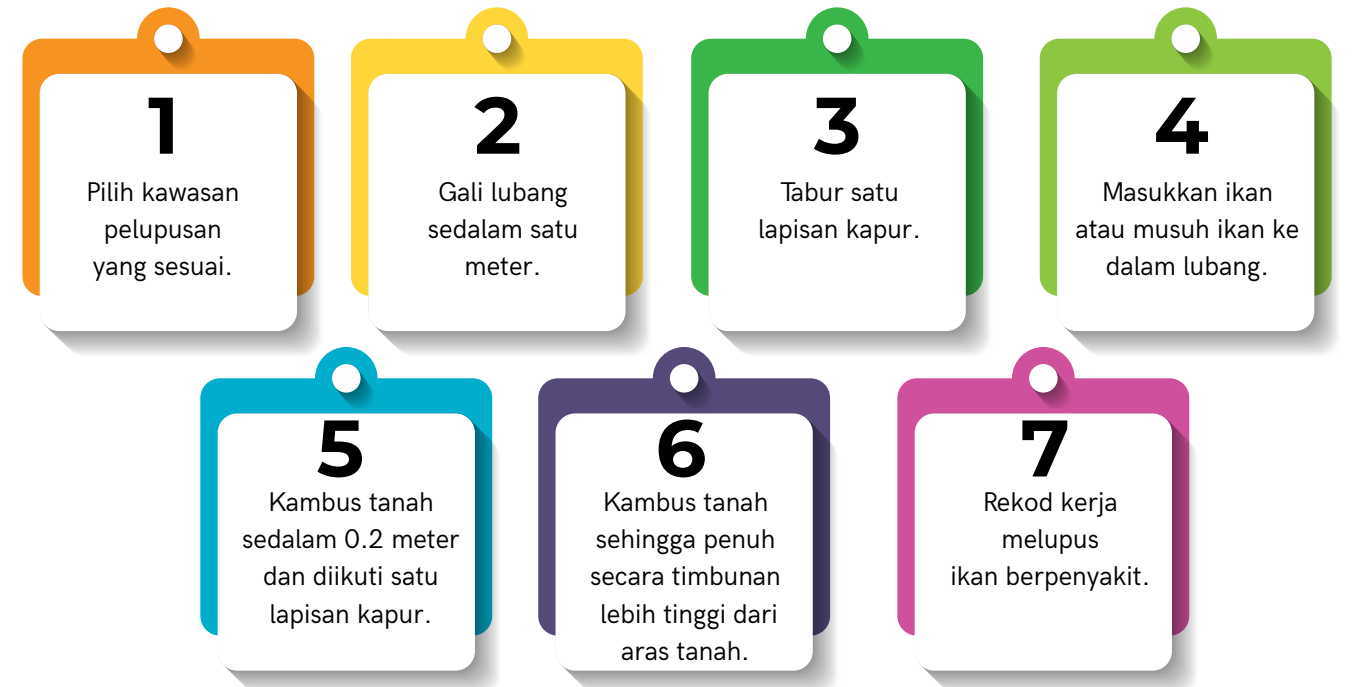 1
Pilih kawasan
pelupusan
yang sesuai.
2
Gali lubang
sedalam satu
meter.
3
Tabur satu
lapisan kapur.
4
Masukkan ikan
atau musuh ikan ke
dalam lubang.
5
Kambus tanah
sedalam 0.2 meter
dan diikuti satu
lapisan kapur.
6
Kambus tanah
sehingga penuh
secara timbunan
lebih tinggi dari
aras tanah.
7
Rekod kerja
melupus
ikan berpenyakit.